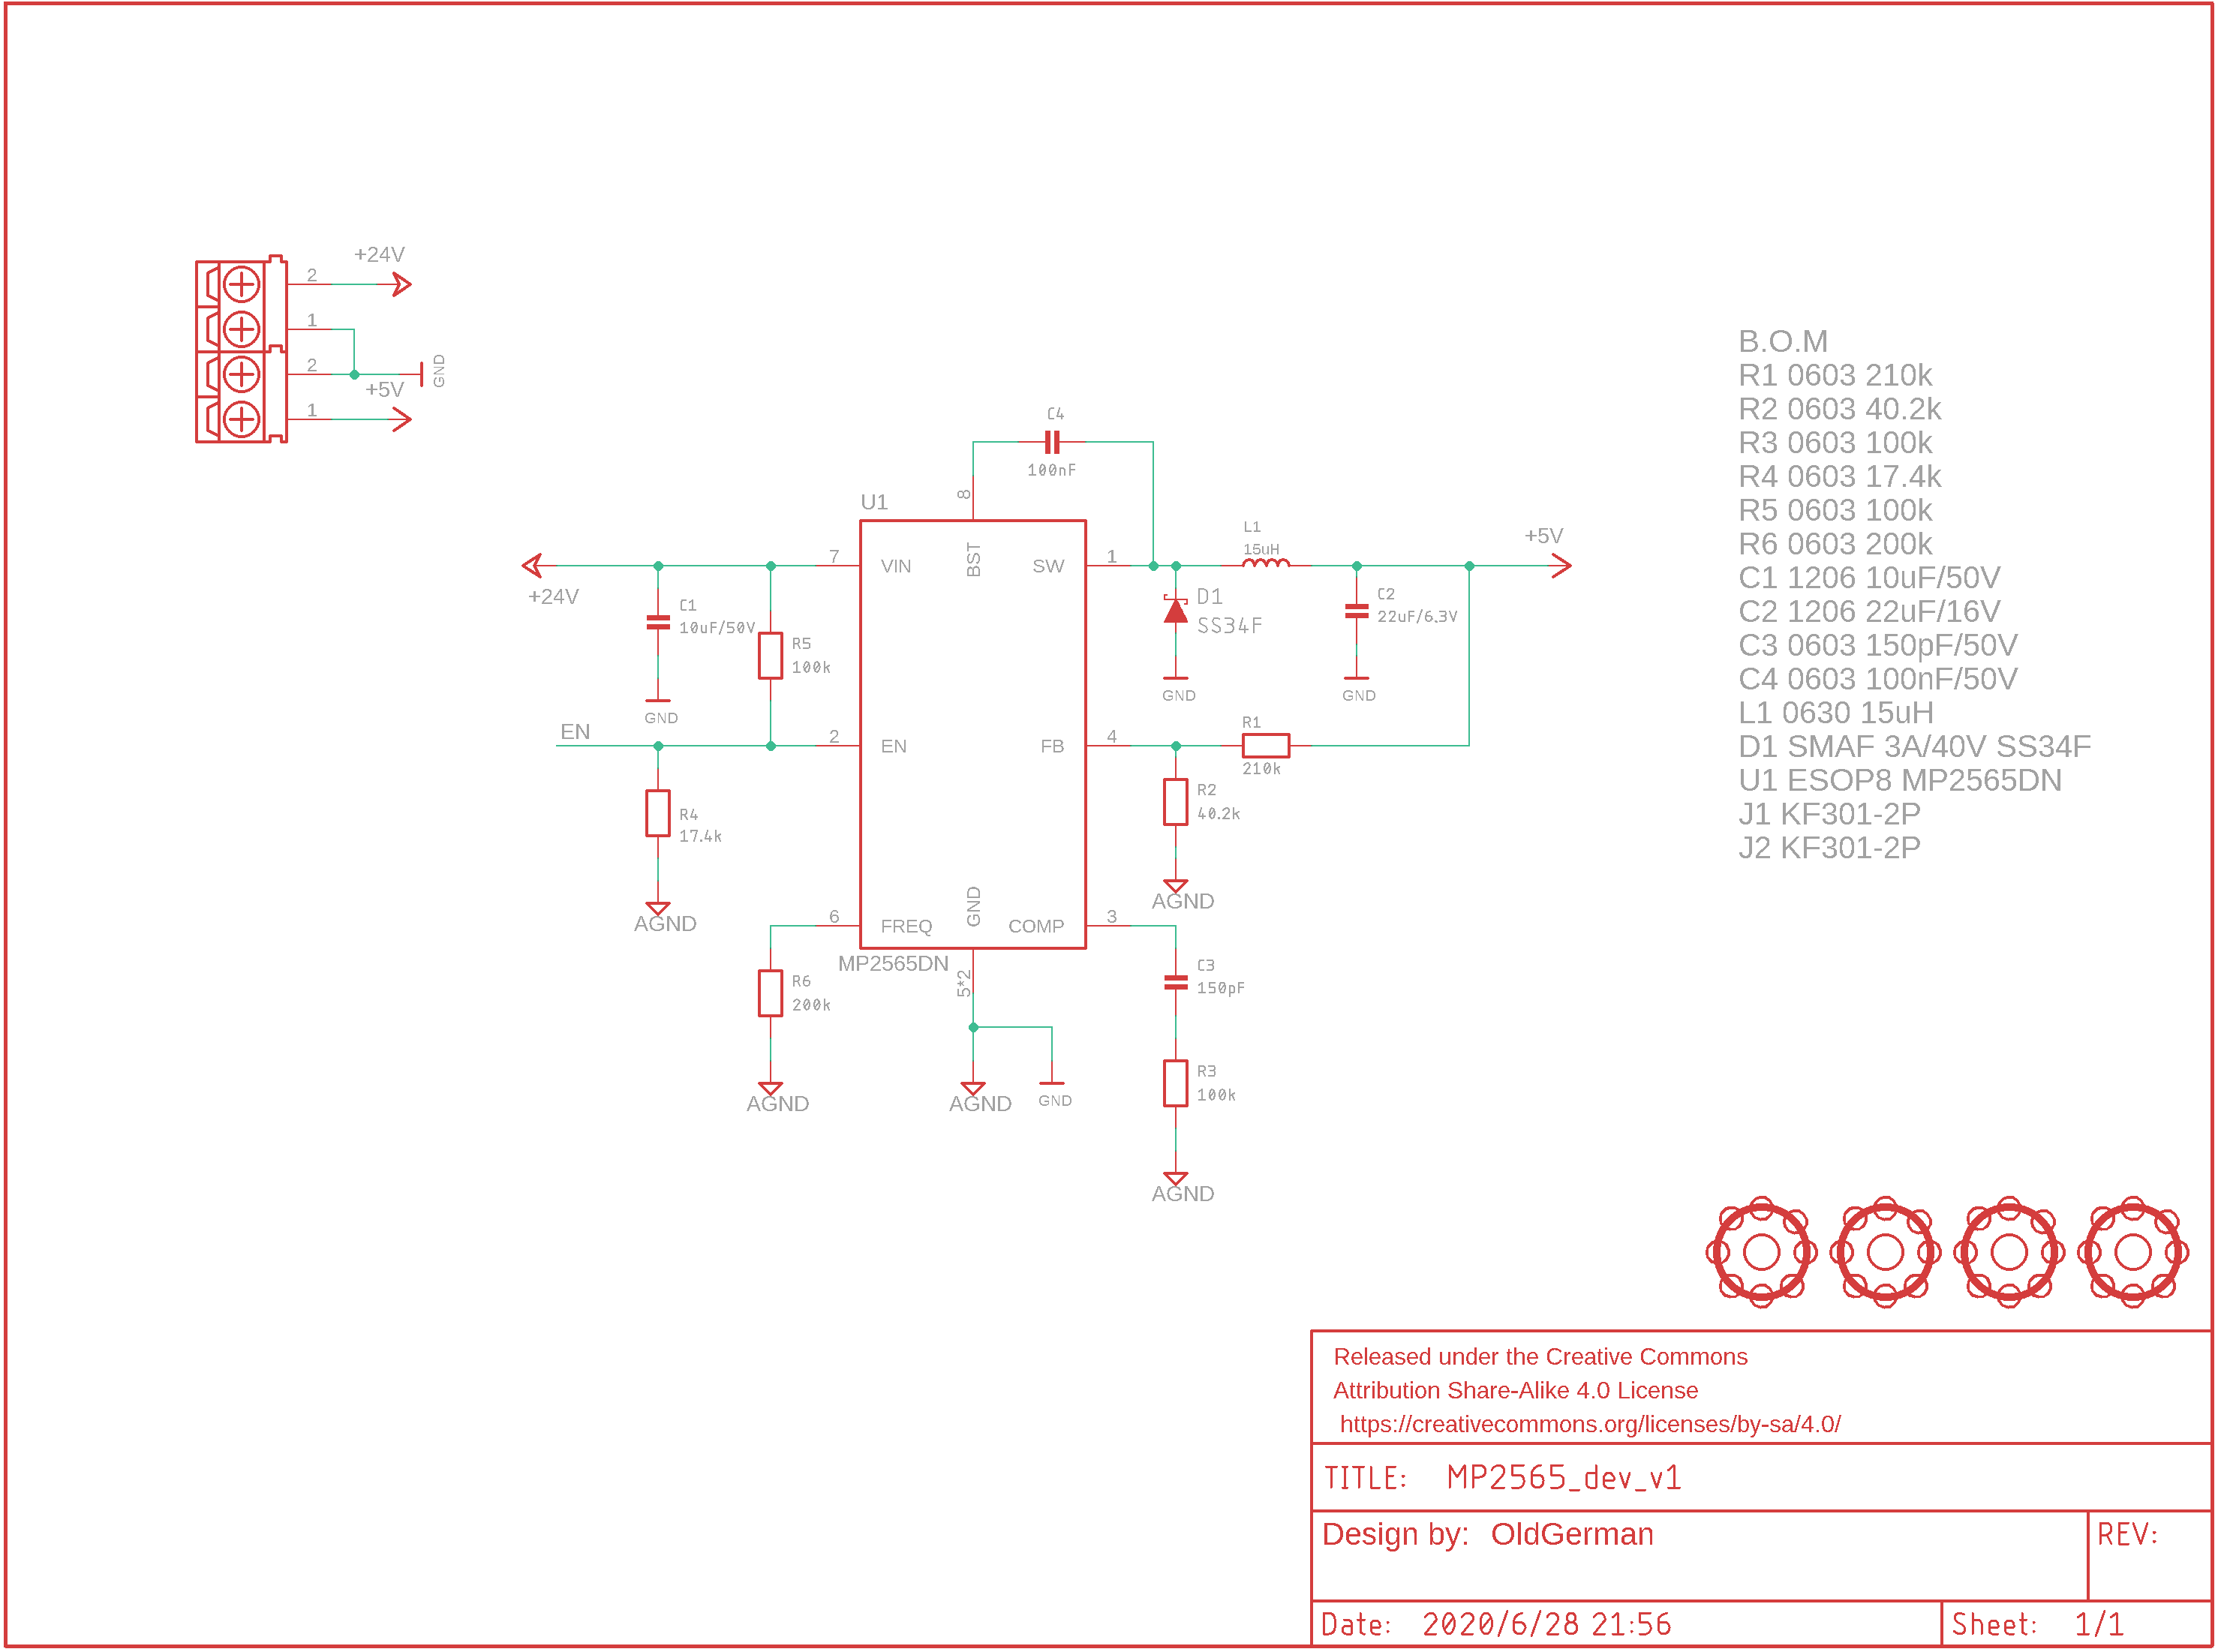 +24V
2
1
2
GND
+5V
1
C4
100nF
U1
8
BST
+24V
7
VIN
SW
1
L1
15uH
+5V
C1
10uF/50V
R5
100k
GND
D1
SS34F
GND
C2
22uF/6.3V
GND
EN
2
EN
FB
4
R1
210k
R4
17.4k
AGND
R2
40.2k
AGND
6
FREQ
GND
COMP
3
MP2565DN
5*2
R6
200k
AGND
AGND
GND
C3
150pF
R3
100k
AGND
B.O.M
R1 0603 210k
R2 0603 40.2k
R3 0603 100k
R4 0603 17.4k
R5 0603 100k
R6 0603 200k
C1 1206 10uF/50V
C2 1206 22uF/16V
C3 0603 150pF/50V
C4 0603 100nF/50V
L1 0630 15uH
D1 SMAF 3A/40V SS34F
U1 ESOP8 MP2565DN
J1 KF301-2P
J2 KF301-2P
Released under the Creative Commons
Attribution Share-Alike 4.0 License
https://creativecommons.org/licenses/by-sa/4.0/
TITLE: MP2565_dev_v1
Design by: OldGerman
REV:
Date: 2020/6/28 21:56
Sheet: 1/1